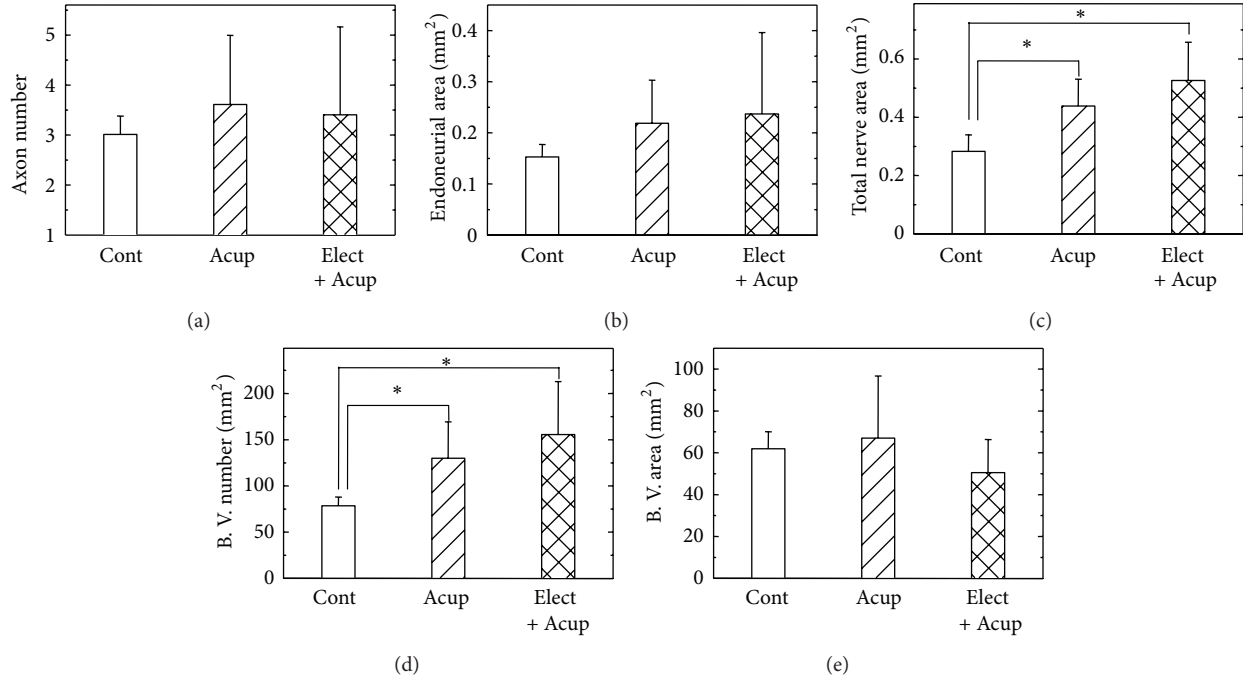 Axon number
5
4
3
2
1
Cont
Acup
Elect
+ Acup
(a)
Endoneurial area (mm²)
0.4
0.3
0.2
0.1
0
Cont
Acup
Elect
+ Acup
(b)
Total nerve area (mm²)
0.6
0.4
0.2
0
*
*
Cont
Acup
Elect
+ Acup
(c)
B. V. number (mm²)
200
150
100
50
0
*
*
Cont
Acup
Elect
+ Acup
(d)
B. V. area (mm²)
100
80
60
40
20
0
Cont
Acup
Elect
+ Acup
(e)